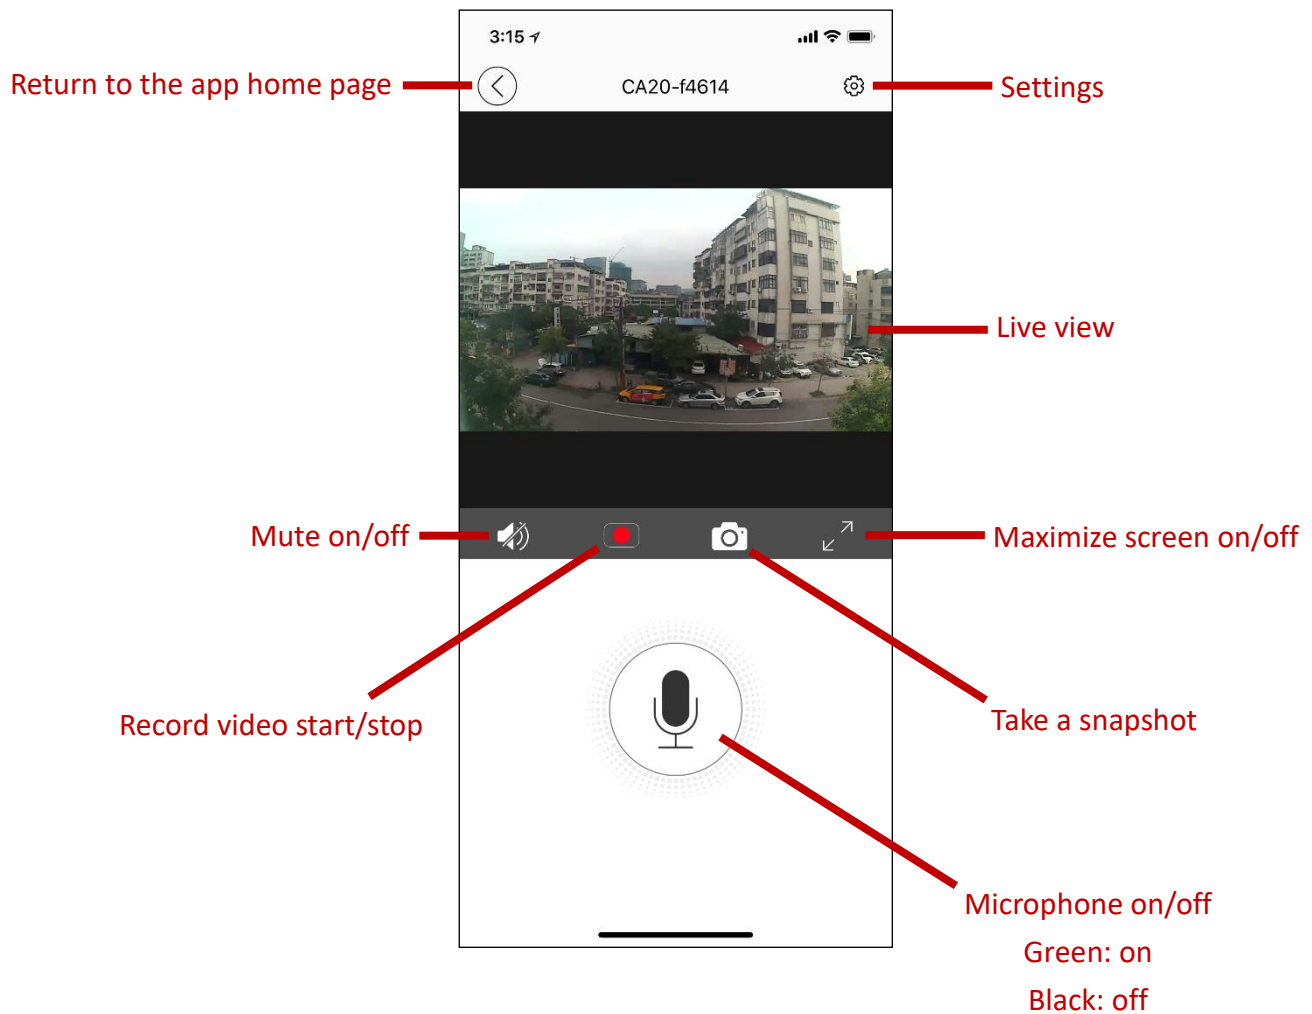 3:15
Return to the app home page
CA20-f4614
Settings
Live view
Mute on/off
Maximize screen on/off
Record video start/stop
Take a snapshot
Microphone on/off
Green: on
Black: off